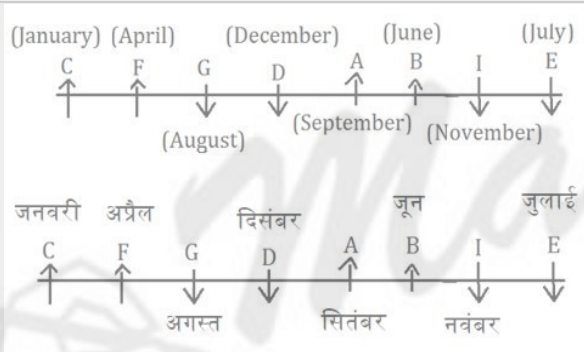 (January) (April) (December) (June) (July)
C F G D A B I E
(August) (September) (November)
जनवरी अप्रैल दिसंबर जून जुलाई
C F G D A B I E
अगस्त सितंबर नवंबर